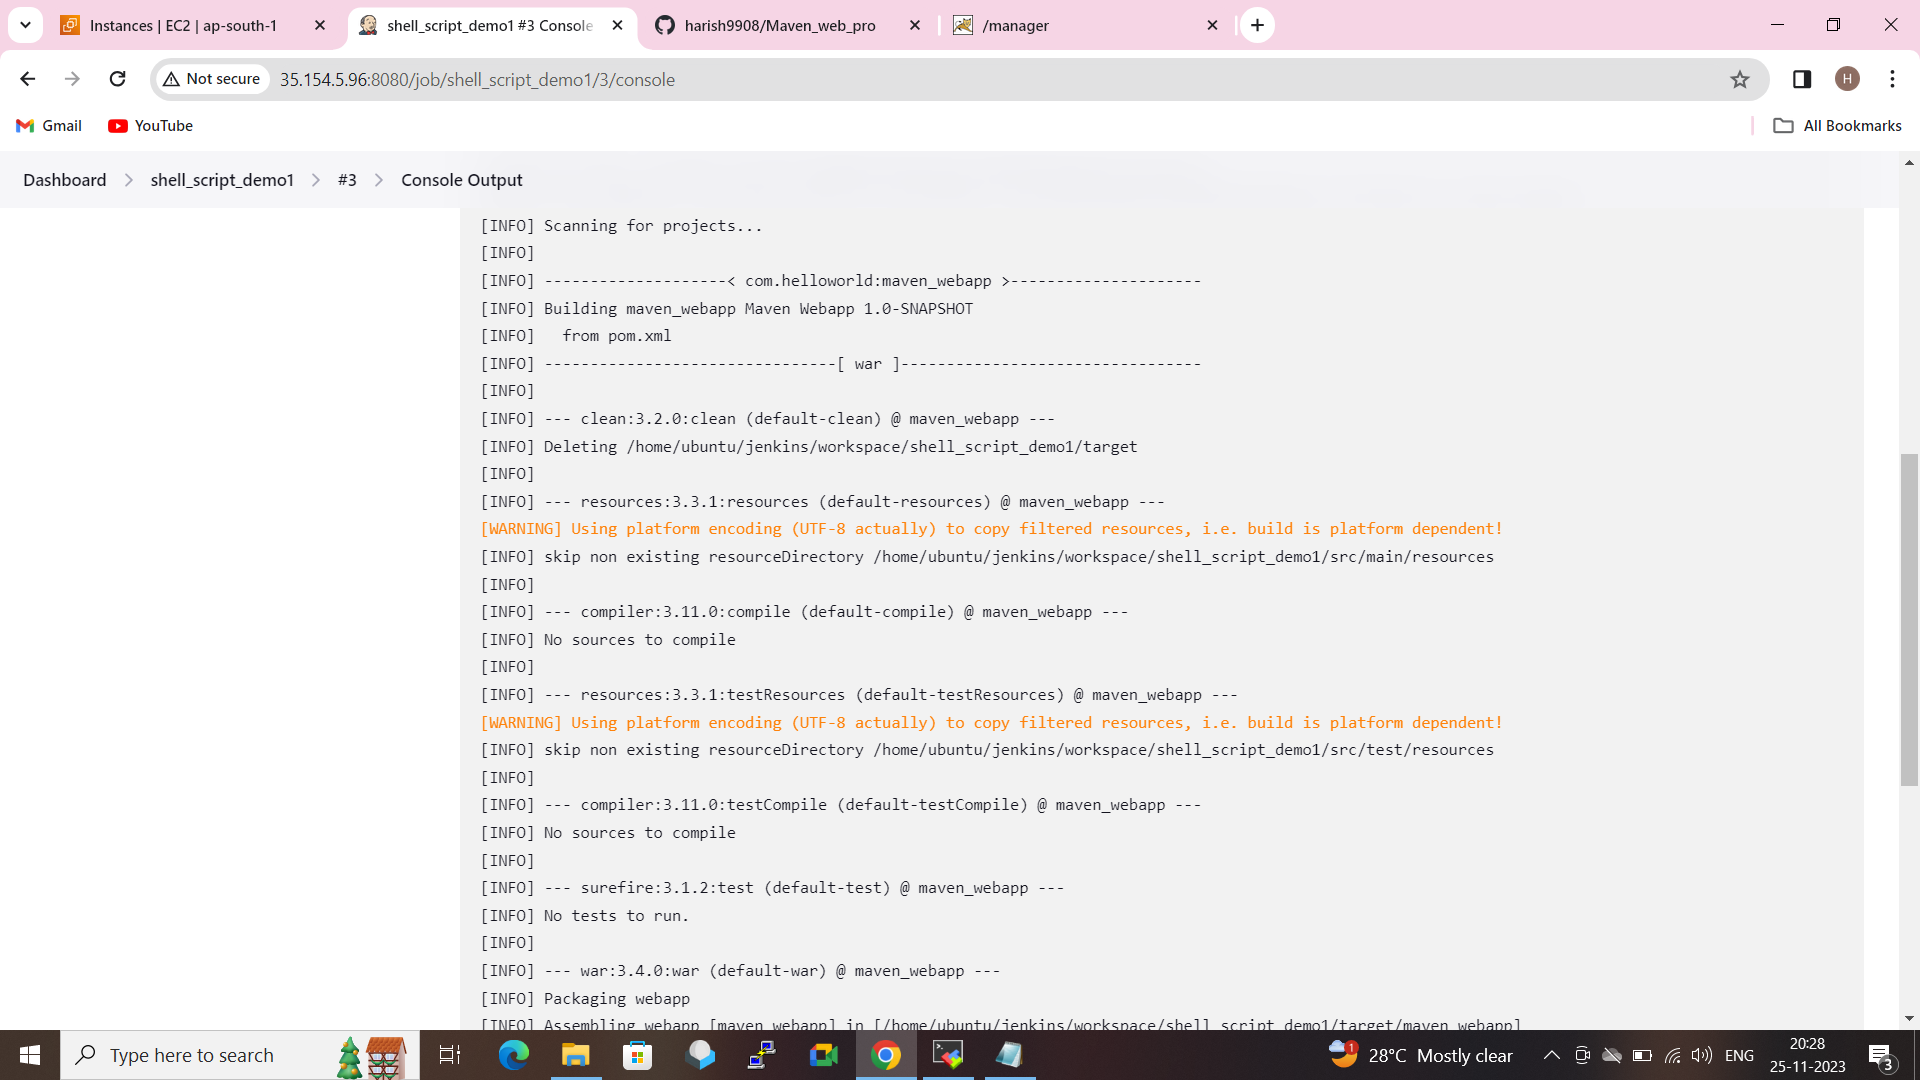 Instances | EC2 | ap-south-1
shell_script_demo1 #3 Console
harish9908/Maven_web_pro
/manager
Not secure
35.154.5.96:8080/job/shell_script_demo1/3/console
H
Gmail
YouTube
All Bookmarks
Dashboard
shell_script_demo1
#3
Console Output
[INFO] Scanning for projects...
[INFO]
[INFO] --------------------< com.helloworld:maven_webapp >---------------------
[INFO] Building maven_webapp Maven Webapp 1.0-SNAPSHOT
[INFO]   from pom.xml
[INFO] --------------------------------[ war ]---------------------------------
[INFO]
[INFO] --- clean:3.2.0:clean (default-clean) @ maven_webapp ---
[INFO] Deleting /home/ubuntu/jenkins/workspace/shell_script_demo1/target
[INFO]
[INFO] --- resources:3.3.1:resources (default-resources) @ maven_webapp ---
[WARNING] Using platform encoding (UTF-8 actually) to copy filtered resources, i.e. build is platform dependent!
[INFO] skip non existing resourceDirectory /home/ubuntu/jenkins/workspace/shell_script_demo1/src/main/resources
[INFO]
[INFO] --- compiler:3.11.0:compile (default-compile) @ maven_webapp ---
[INFO] No sources to compile
[INFO]
[INFO] --- resources:3.3.1:testResources (default-testResources) @ maven_webapp ---
[WARNING] Using platform encoding (UTF-8 actually) to copy filtered resources, i.e. build is platform dependent!
[INFO] skip non existing resourceDirectory /home/ubuntu/jenkins/workspace/shell_script_demo1/src/test/resources
[INFO]
[INFO] --- compiler:3.11.0:testCompile (default-testCompile) @ maven_webapp ---
[INFO] No sources to compile
[INFO]
[INFO] --- surefire:3.1.2:test (default-test) @ maven_webapp ---
[INFO] No tests to run.
[INFO]
[INFO] --- war:3.4.0:war (default-war) @ maven_webapp ---
[INFO] Packaging webapp
[INFO] Assembling webapp [maven_webapp] in [/home/ubuntu/jenkins/workspace/shell_script_demo1/target/maven_webapp]
Type here to search
1
28°C Mostly clear
ENG
20:28
25-11-2023
3